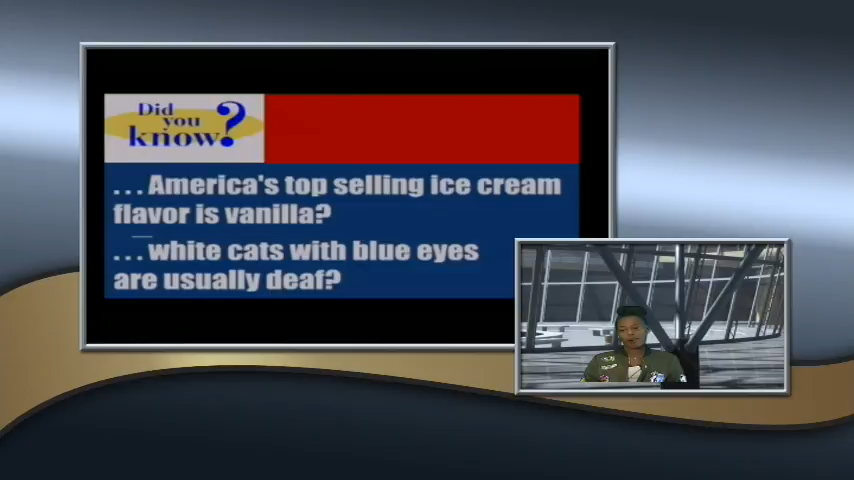 Did
you
know?
. . . America's top selling ice cream
flavor is vanilla?
. . . white cats with blue eyes
are usually deaf?